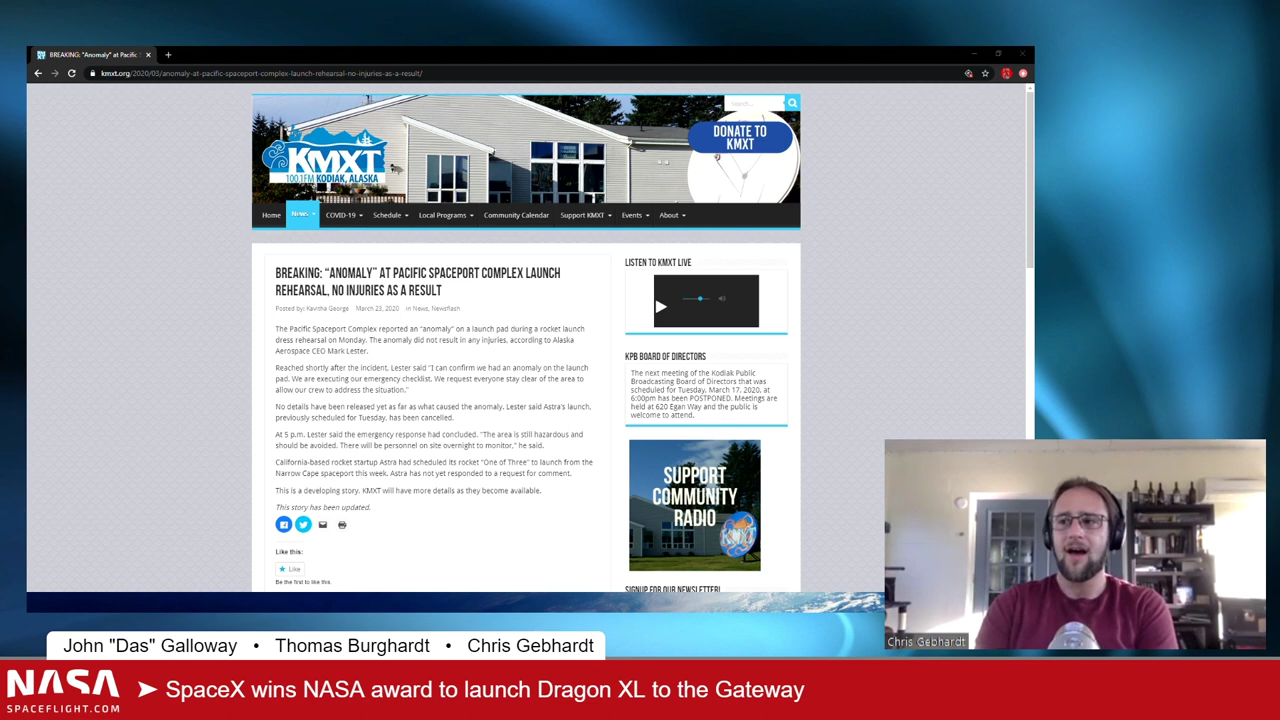 BREAKING: "Anomaly" at Pacific S
kmxt.org/2020/03/anomaly-at-pacific-spaceport-complex-launch-rehearsal-no-injuries-as-a-result/
Search...
DONATE TO
KMXT
KMXT
100.1FM KODIAK, ALASKA
Home News COVID-19 Schedule Local Programs Community Calendar Support KMXT Events About
BREAKING: “ANOMALY” AT PACIFIC SPACEPORT COMPLEX LAUNCH
REHEARSAL, NO INJURIES AS A RESULT
Posted by: Kavitha George March 23, 2020 in News, Newsflash
The Pacific Spaceport Complex reported an “anomaly” on a launch pad during a rocket launch
dress rehearsal on Monday. The anomaly did not result in any injuries, according to Alaska
Aerospace CEO Mark Lester.
Reached shortly after the incident, Lester said “I can confirm we had an anomaly on the launch
pad. We are executing our emergency checklist. We request everyone stay clear of the area to
allow our crew to address the situation.”
No details have been released yet as far as what caused the anomaly. Lester said Astra’s launch,
previously scheduled for Tuesday, has been cancelled.
At 5 p.m. Lester said the emergency response had concluded. “The area is still hazardous and
should be avoided. There will be personnel on site overnight to monitor,” he said.
California-based rocket startup Astra had scheduled its rocket “One of Three” to launch from the
Narrow Cape spaceport this week. Astra has not yet responded to a request for comment.
This is a developing story. KMXT will have more details as they become available.
This story has been updated.
Like this:
Like
Be the first to like this.
LISTEN TO KMXT LIVE
KPB BOARD OF DIRECTORS
The next meeting of the Kodiak Public
Broadcasting Board of Directors that was
scheduled for Tuesday, March 17, 2020, at
6:00pm has been POSTPONED. Meetings are
held at 620 Egan Way and the public is
welcome to attend.
SUPPORT
COMMUNITY
RADIO
KMXT
SIGNUP FOR OUR NEWSLETTER!
Chris Gebhardt
John "Das" Galloway • Thomas Burghardt • Chris Gebhardt
NASA
SPACEFLIGHT.COM
SpaceX wins NASA award to launch Dragon XL to the Gateway